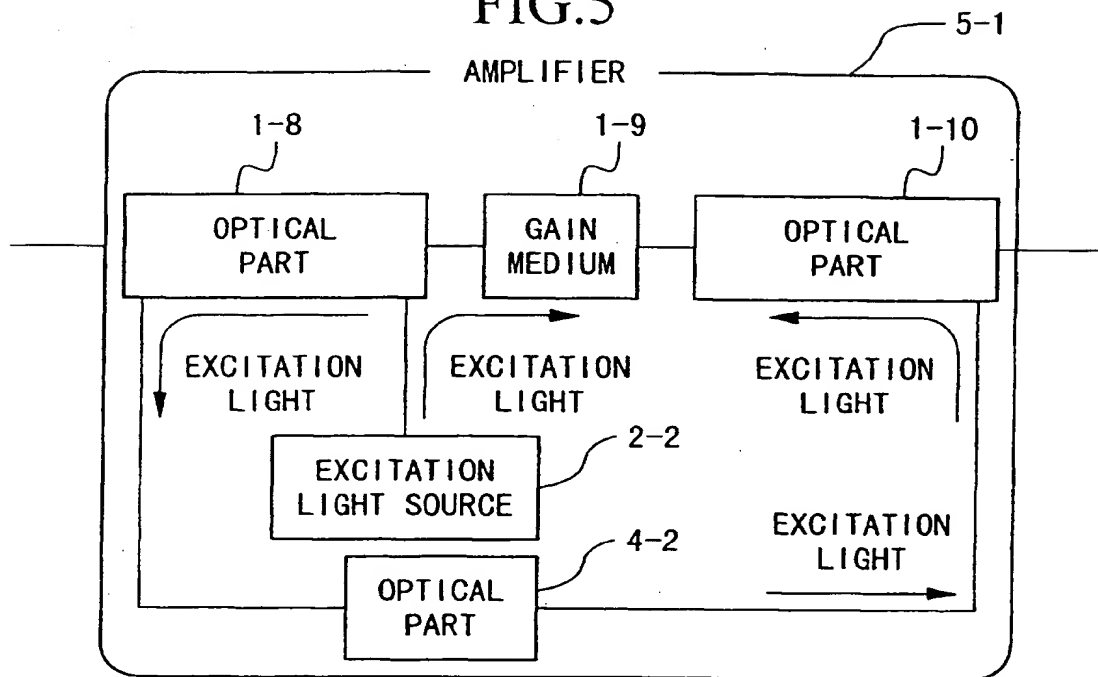 FIG.5
5-1
AMPLIFIER
1-8
1-9
1-10
OPTICAL
PART
GAIN
MEDIUM
OPTICAL
PART
EXCITATION
LIGHT
EXCITATION
LIGHT
EXCITATION
LIGHT
2-2
EXCITATION
LIGHT SOURCE
4-2
EXCITATION
LIGHT
OPTICAL
PART